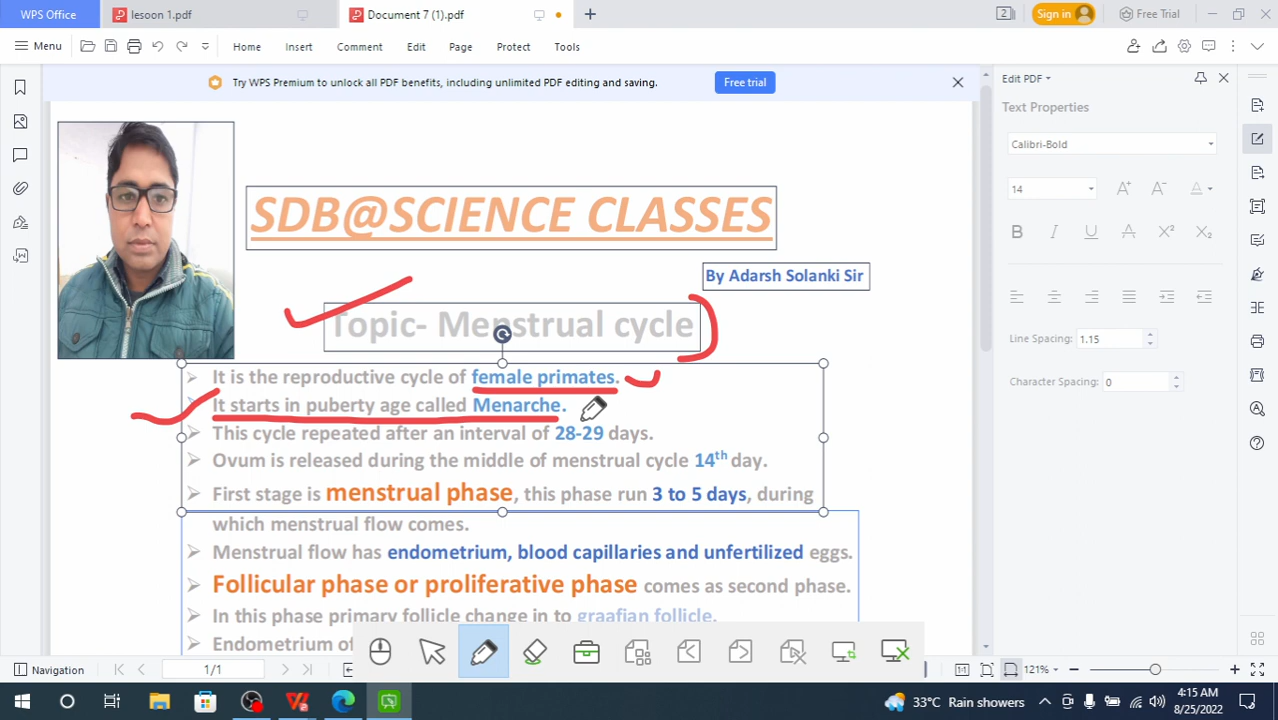 WPS Office
lesoon 1.pdf
Document 7 (1).pdf
2
Sign in
Free Trial
Menu
Home
Insert
Comment
Edit
Page
Protect
Tools
Try WPS Premium to unlock all PDF benefits, including unlimited PDF editing and saving.
Free trial
Edit PDF
Text Properties
Calibri-Bold
14
Line Spacing: 1.15
Character Spacing: 0
SDB@SCIENCE CLASSES
By Adarsh Solanki Sir
Topic- Menstrual cycle
It is the reproductive cycle of female primates.
It starts in puberty age called Menarche.
This cycle repeated after an interval of 28-29 days.
Ovum is released during the middle of menstrual cycle 14th day.
First stage is menstrual phase, this phase run 3 to 5 days, during
which menstrual flow comes.
Menstrual flow has endometrium, blood capillaries and unfertilized eggs.
Follicular phase or proliferative phase comes as second phase.
In this phase primary follicle change in to graafian follicle.
Endometrium of
Navigation
1/1
121%
33°C Rain showers
4:15 AM
8/25/2022